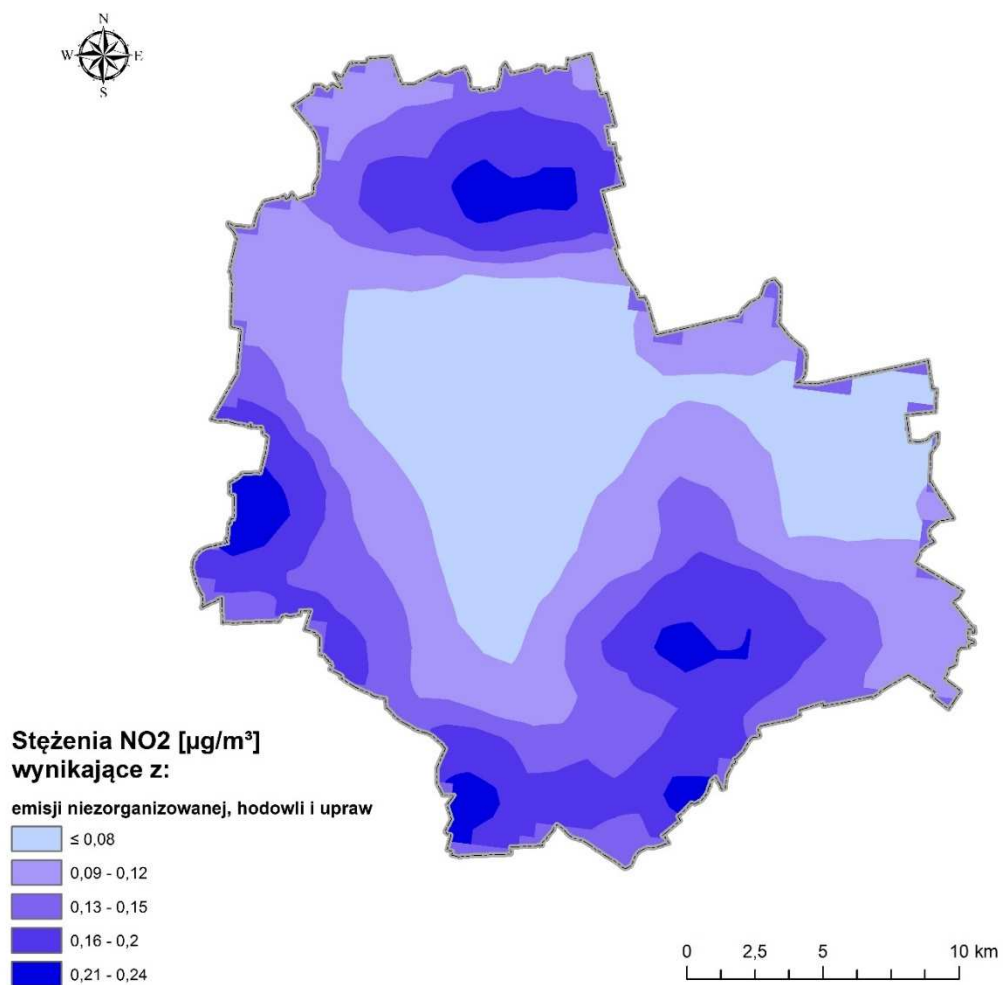 N
W E
S
Stężenia NO2 [µg/m³]
wynikające z:
emisji niezorganizowanej, hodowli i upraw
≤ 0,08
0,09 - 0,12
0,13 - 0,15
0,16 - 0,2
0,21 - 0,24
0 2,5 5 10 km